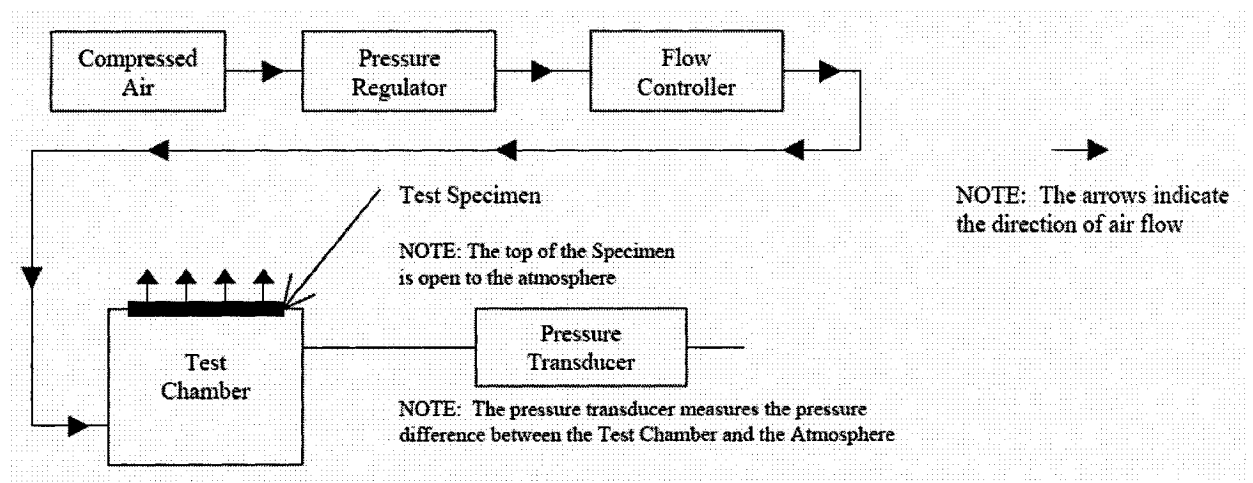 Compressed
Air
Pressure
Regulator
Flow
Controller
Test Specimen
NOTE: The arrows indicate
the direction of air flow
NOTE: The top of the Specimen
is open to the atmosphere
Test
Chamber
Pressure
Transducer
NOTE: The pressure transducer measures the pressure
difference between the Test Chamber and the Atmosphere